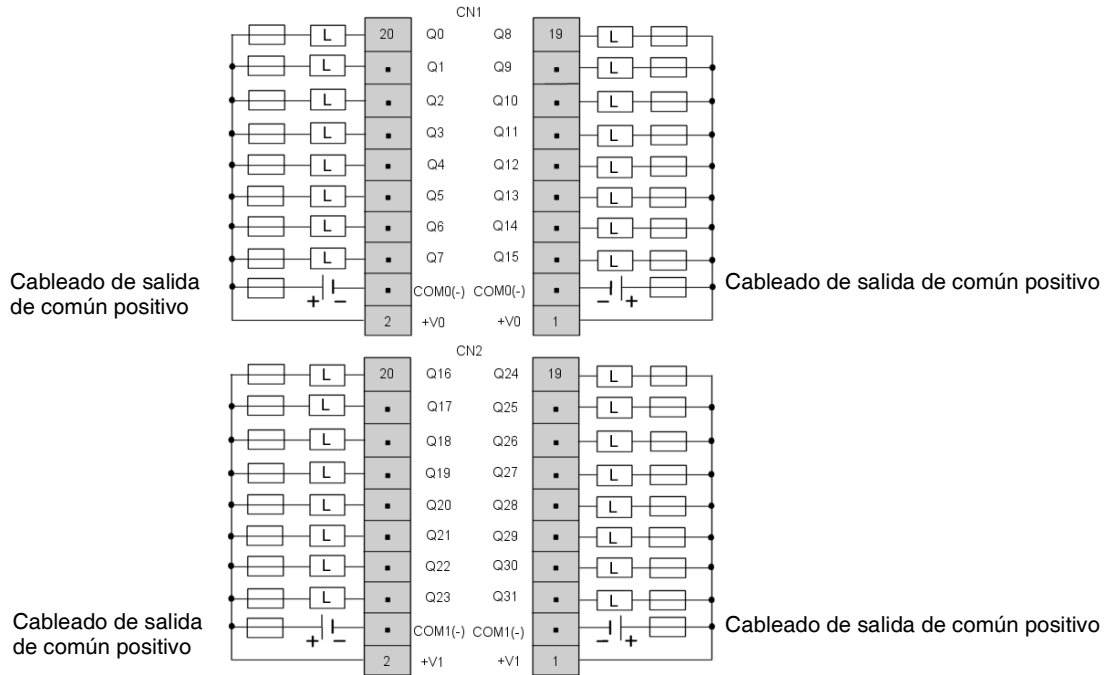 CN1
L 20 Q0 Q8 19 L
L Q1 Q9 L
L Q2 Q10 L
L Q3 Q11 L
L Q4 Q12 L
L Q5 Q13 L
L Q6 Q14 L
L Q7 Q15 L
Cableado de salida
de común positivo
+ − COM0(-) COM0(-) − +
Cableado de salida de común positivo
2 +V0 +V0 1
CN2
L 20 Q16 Q24 19 L
L Q17 Q25 L
L Q18 Q26 L
L Q19 Q27 L
L Q20 Q28 L
L Q21 Q29 L
L Q22 Q30 L
L Q23 Q31 L
Cableado de salida
de común positivo
+ − COM1(-) COM1(-) − +
Cableado de salida de común positivo
2 +V1 +V1 1